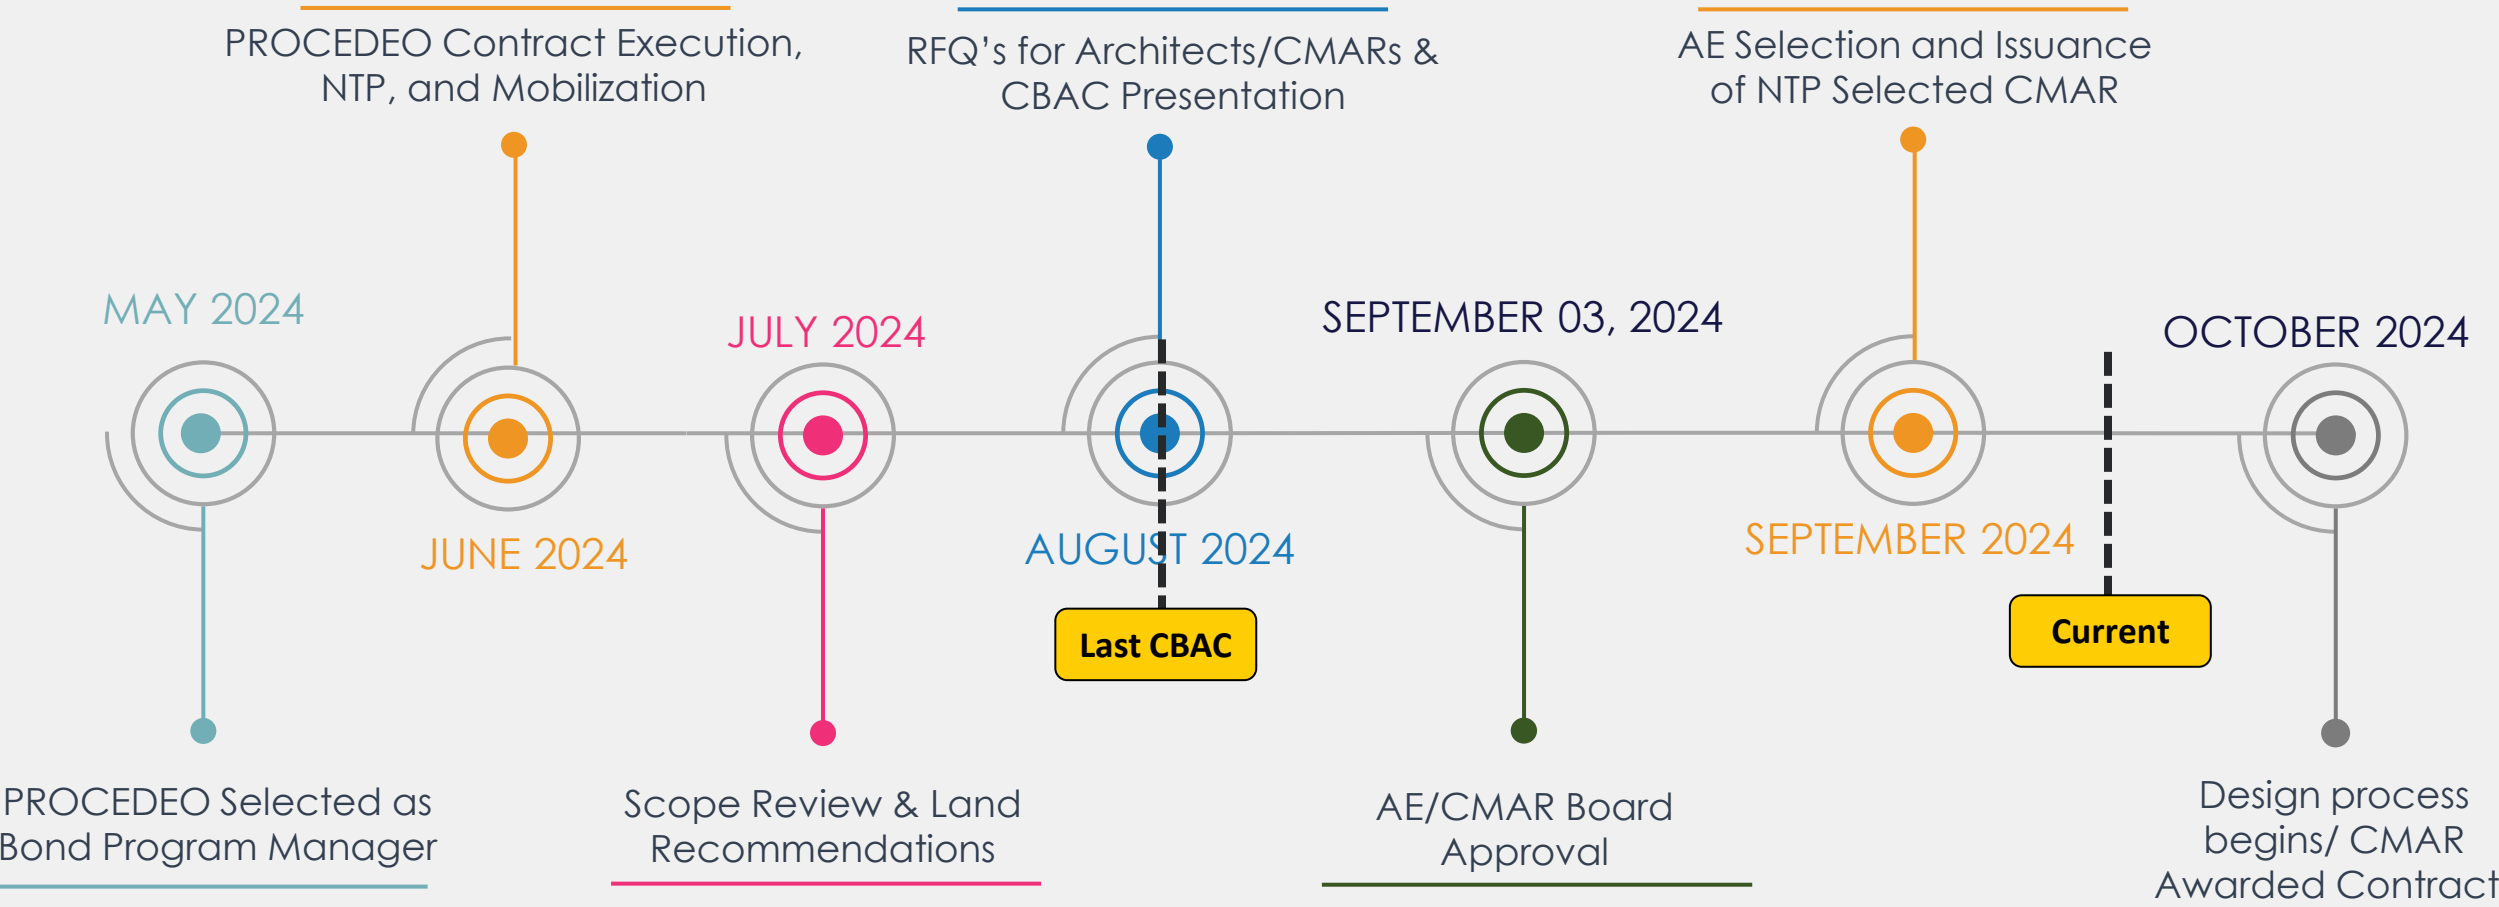 PROCEDEO Contract Execution,
NTP, and Mobilization
RFQ's for Architects/CMARs &
CBAC Presentation
AE Selection and Issuance
of NTP Selected CMAR
MAY 2024
JUNE 2024
JULY 2024
AUGUST 2024
SEPTEMBER 03, 2024
SEPTEMBER 2024
OCTOBER 2024
Last CBAC
Current
PROCEDEO Selected as
Bond Program Manager
Scope Review & Land
Recommendations
AE/CMAR Board
Approval
Design process
begins/ CMAR
Awarded Contract